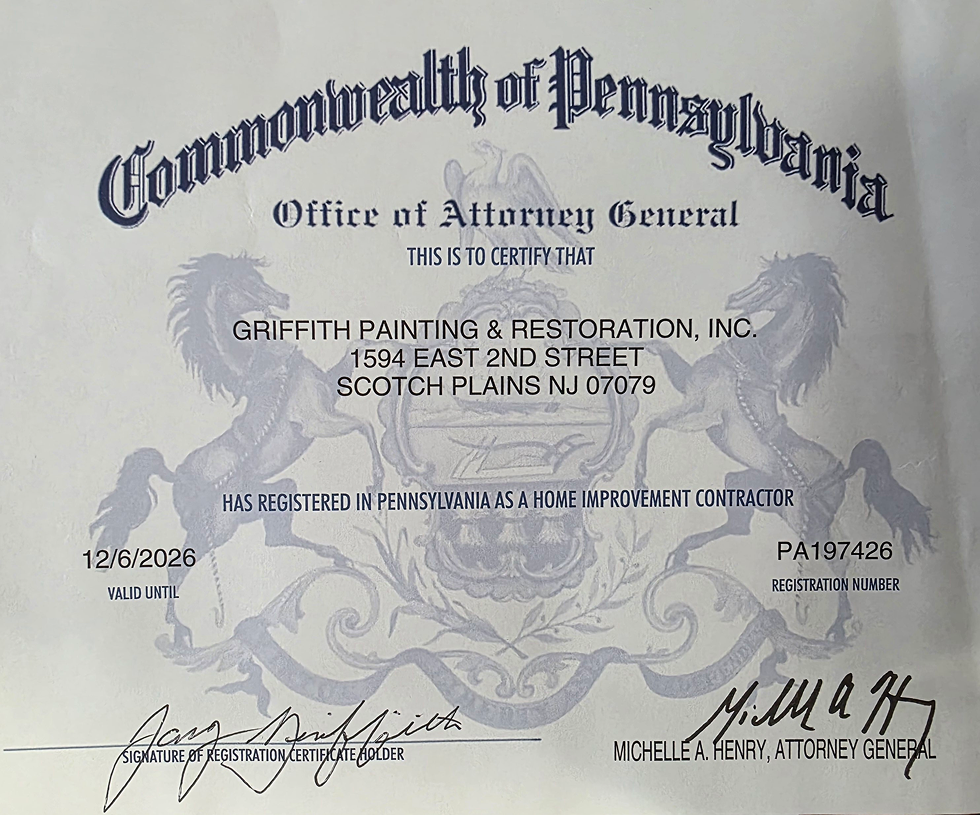 Commonwealth of Pennsylvania
Office of Attorney General
THIS IS TO CERTIFY THAT
GRIFFITH PAINTING & RESTORATION, INC.
1594 EAST 2ND STREET
SCOTCH PLAINS NJ 07079
HAS REGISTERED IN PENNSYLVANIA AS A HOME IMPROVEMENT CONTRACTOR
12/6/2026
VALID UNTIL
PA197426
REGISTRATION NUMBER
Griffith
SIGNATURE OF REGISTRATION CERTIFICATE HOLDER
MICHELLE A. HENRY, ATTORNEY GENERAL